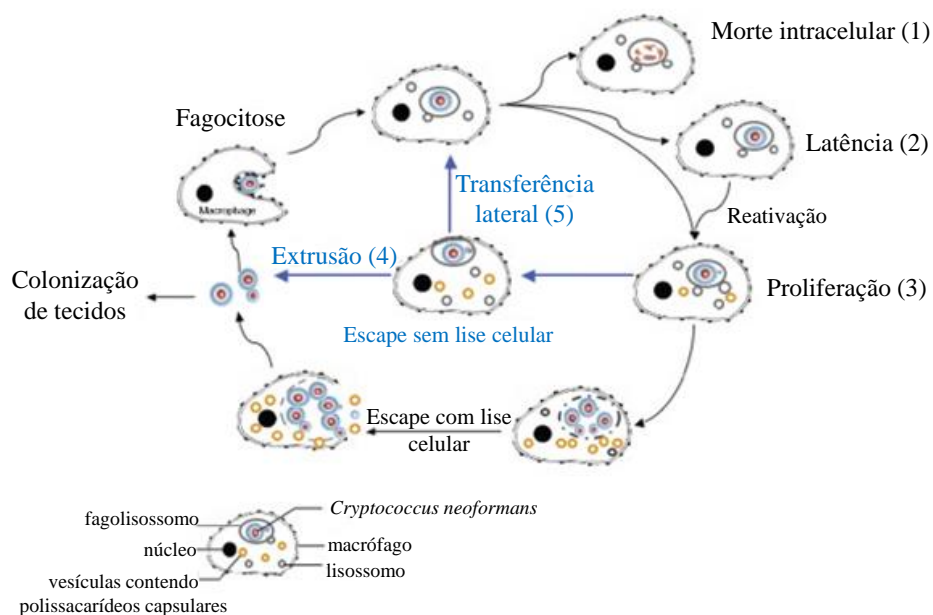 Morte intracelular (1)
Fagocitose
Latência (2)
Macrophage
Transferência
lateral (5)
Reativação
Extrusão (4)
Colonização
de tecidos
Proliferação (3)
Escape sem lise celular
Escape com lise
celular
Cryptococcus neoformans
fagolisossomo
núcleo
macrófago
lisossomo
vesículas contendo
polissacarídeos capsulares